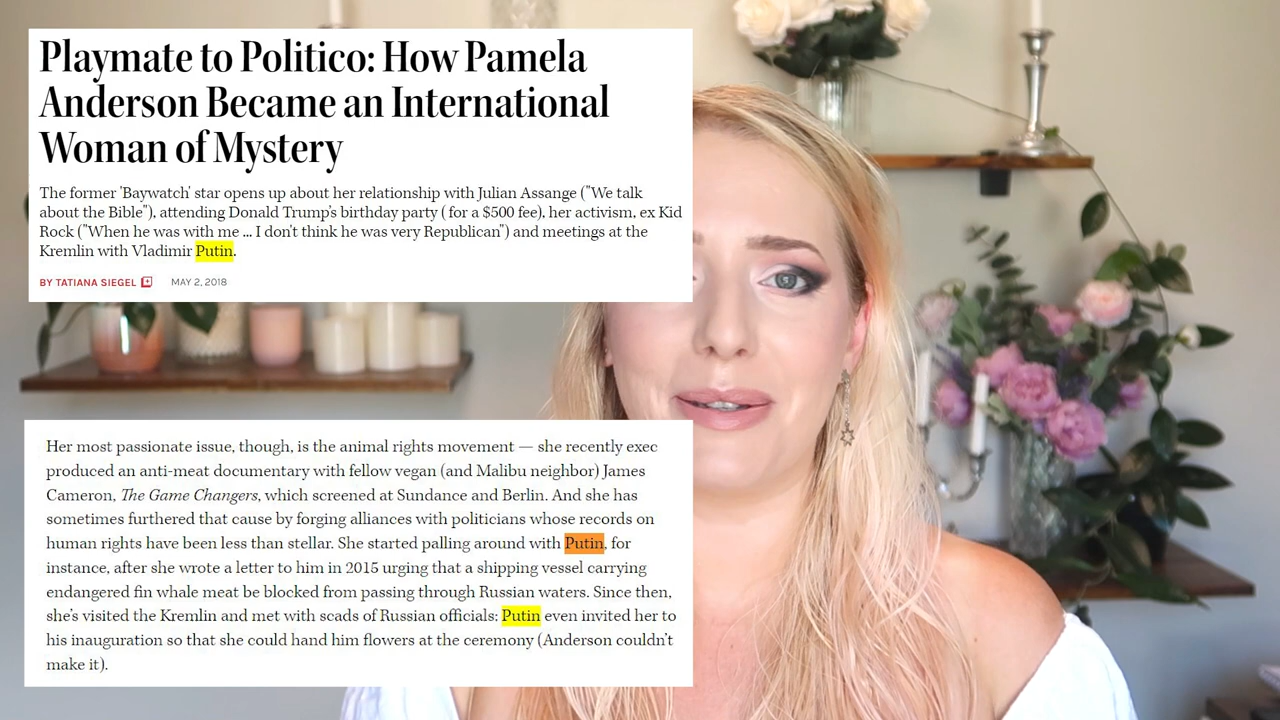 Playmate to Politico: How Pamela
Anderson Became an International
Woman of Mystery
The former 'Baywatch' star opens up about her relationship with Julian Assange ("We talk
about the Bible"), attending Donald Trump's birthday party ( for a $500 fee), her activism, ex Kid
Rock ("When he was with me ... I don't think he was very Republican") and meetings at the
Kremlin with Vladimir Putin.
BY TATIANA SIEGEL MAY 2, 2018
Her most passionate issue, though, is the animal rights movement — she recently exec
produced an anti-meat documentary with fellow vegan (and Malibu neighbor) James
Cameron, The Game Changers, which screened at Sundance and Berlin. And she has
sometimes furthered that cause by forging alliances with politicians whose records on
human rights have been less than stellar. She started palling around with Putin, for
instance, after she wrote a letter to him in 2015 urging that a shipping vessel carrying
endangered fin whale meat be blocked from passing through Russian waters. Since then,
she's visited the Kremlin and met with scads of Russian officials: Putin even invited her to
his inauguration so that she could hand him flowers at the ceremony (Anderson couldn't
make it).